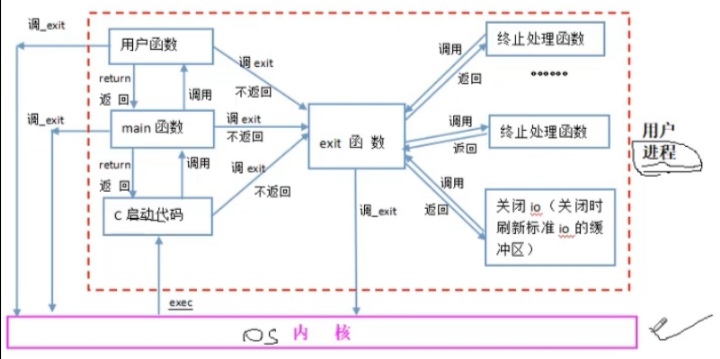 调_exit
用户函数
调 exit
不返回
return
返 回
调用
调_exit
main 函数
调 exit
不返回
return
返 回
调用
调 exit
不返回
C 启动代码
exec
exit 函 数
调_exit
调用
返回
终止处理函数
······
调用
返回
终止处理函数
调用
返回
关闭 io（关闭时
刷新标准 io 的缓
冲区）
用户
进程
OS 内 核